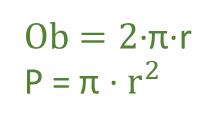 Ob = 2·π·r
P = π · r²